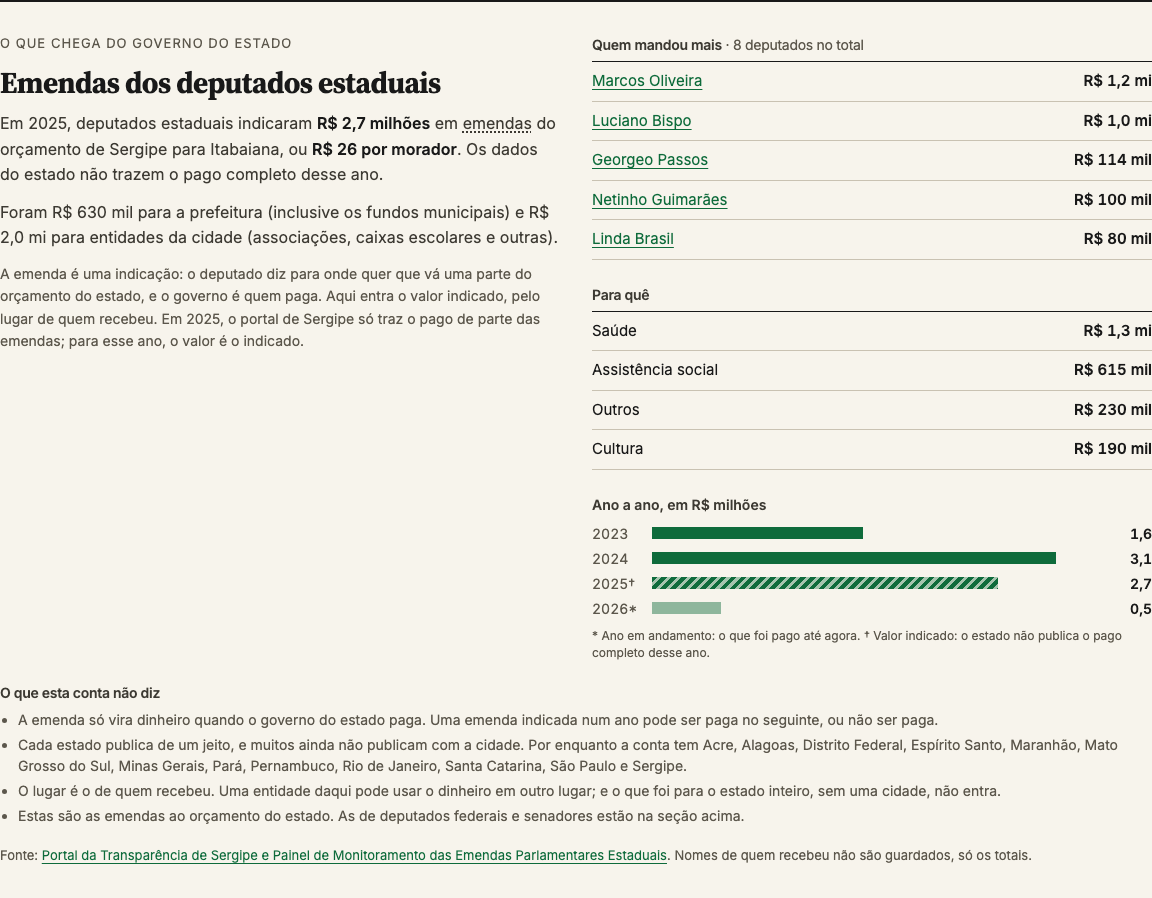 O QUE CHEGA DO GOVERNO DO ESTADO
Emendas dos deputados estaduais
Em 2025, deputados estaduais indicaram R$ 2,7 milhões em emendas do
orçamento de Sergipe para Itabaiana, ou R$ 26 por morador. Os dados
do estado não trazem o pago completo desse ano.
Foram R$ 630 mil para a prefeitura (inclusive os fundos municipais) e R$
2,0 mi para entidades da cidade (associações, caixas escolares e outras).
A emenda é uma indicação: o deputado diz para onde quer que vá uma parte do
orçamento do estado, e o governo é quem paga. Aqui entra o valor indicado, pelo
lugar de quem recebeu. Em 2025, o portal de Sergipe só traz o pago de parte das
emendas; para esse ano, o valor é o indicado.
Quem mandou mais · 8 deputados no total
Marcos Oliveira R$ 1,2 mi
Luciano Bispo R$ 1,0 mi
Georgeo Passos R$ 114 mil
Netinho Guimarães R$ 100 mil
Linda Brasil R$ 80 mil
Para quê
Saúde R$ 1,3 mi
Assistência social R$ 615 mil
Outros R$ 230 mil
Cultura R$ 190 mil
Ano a ano, em R$ milhões
2023 1,6
2024 3,1
2025† 2,7
2026* 0,5
* Ano em andamento: o que foi pago até agora. † Valor indicado: o estado não publica o pago
completo desse ano.
O que esta conta não diz
• A emenda só vira dinheiro quando o governo do estado paga. Uma emenda indicada num ano pode ser paga no seguinte, ou não ser paga.
• Cada estado publica de um jeito, e muitos ainda não publicam com a cidade. Por enquanto a conta tem Acre, Alagoas, Distrito Federal, Espírito Santo, Maranhão, Mato
Grosso do Sul, Minas Gerais, Pará, Pernambuco, Rio de Janeiro, Santa Catarina, São Paulo e Sergipe.
• O lugar é o de quem recebeu. Uma entidade daqui pode usar o dinheiro em outro lugar; e o que foi para o estado inteiro, sem uma cidade, não entra.
• Estas são as emendas ao orçamento do estado. As de deputados federais e senadores estão na seção acima.
Fonte: Portal da Transparência de Sergipe e Painel de Monitoramento das Emendas Parlamentares Estaduais. Nomes de quem recebeu não são guardados, só os totais.